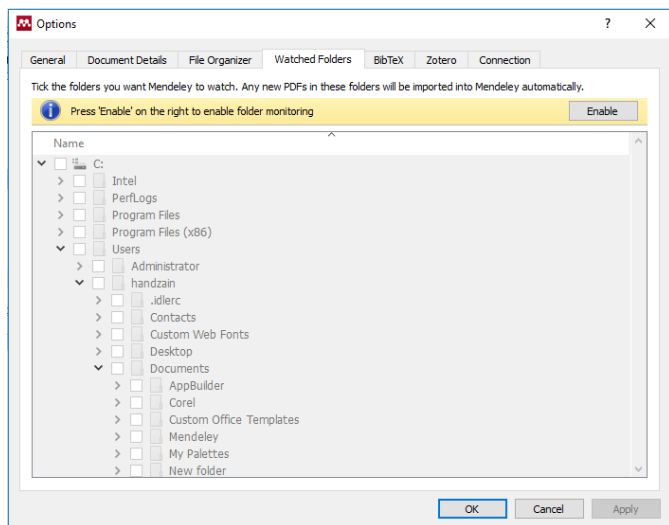 Options
General Document Details File Organizer Watched Folders BibTeX Zotero Connection
Tick the folders you want Mendeley to watch. Any new PDFs in these folders will be imported into Mendeley automatically.
Press 'Enable' on the right to enable folder monitoring Enable
Name
C:
Intel
PerfLogs
Program Files
Program Files (x86)
Users
Administrator
handzain
.idlerc
Contacts
Custom Web Fonts
Desktop
Documents
AppBuilder
Corel
Custom Office Templates
Mendeley
My Palettes
New folder
OK Cancel Apply